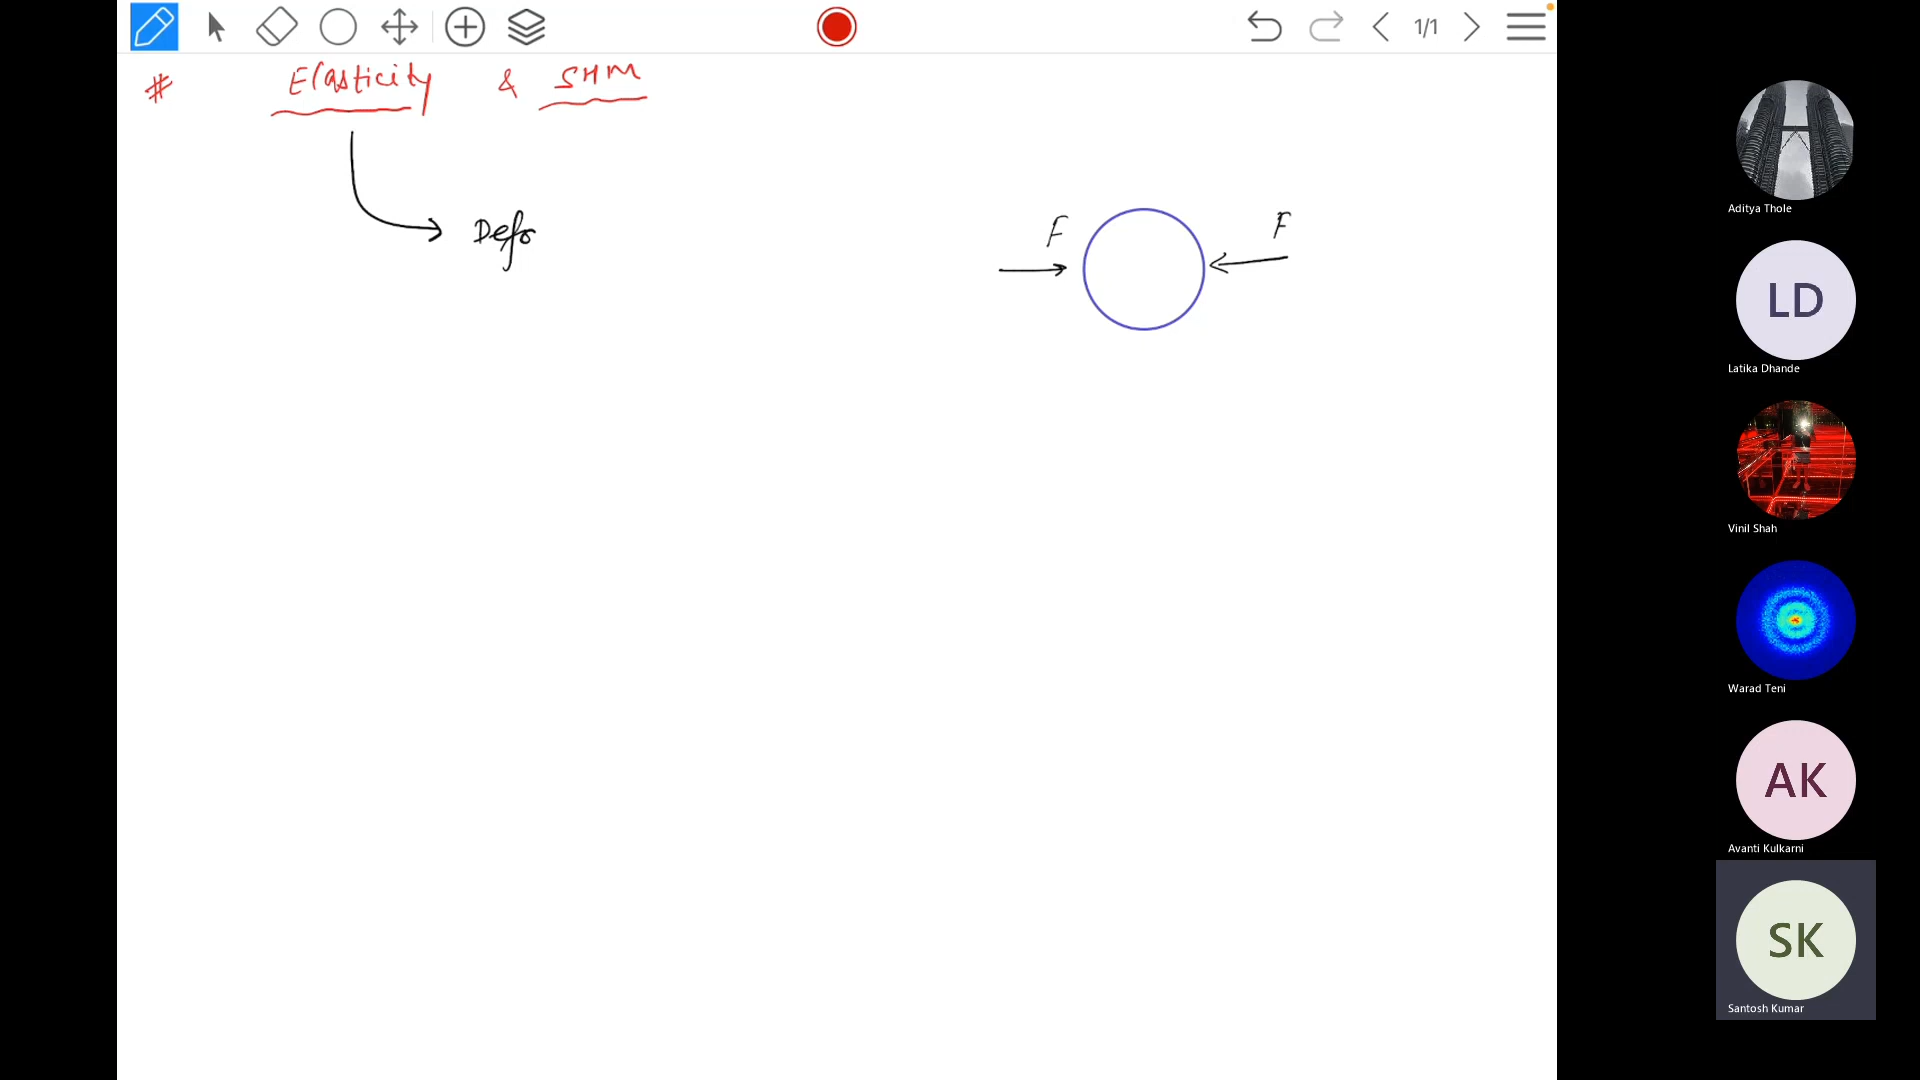 1/1
# Elasticity & SHM
Defo
F
F
Aditya Thole
LD
Latika Dhande
Vinil Shah
Warad Teni
AK
Avanti Kulkarni
SK
Santosh Kumar